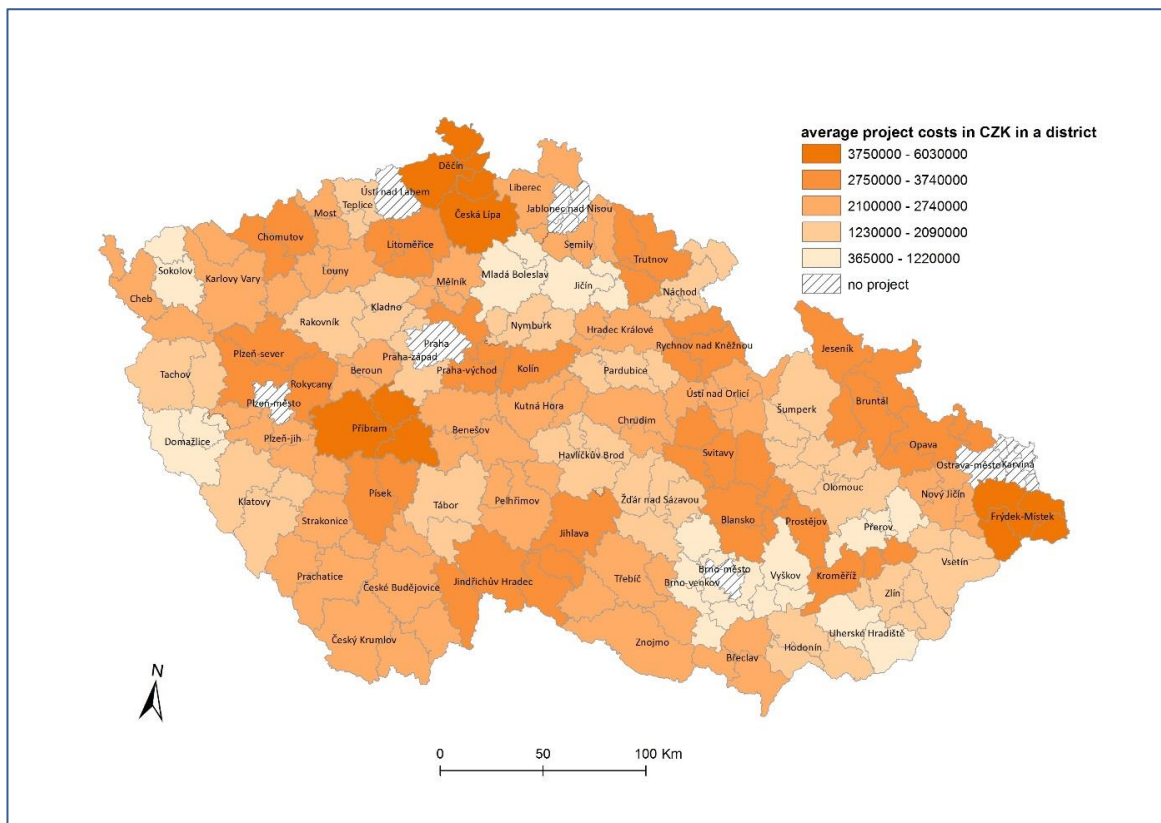 average project costs in CZK in a district
3750000 - 6030000
2750000 - 3740000
2100000 - 2740000
1230000 - 2090000
365000 - 1220000
no project
Děčín
Ústí nad Labem
Liberec
Teplice
Most
Jablonec nad Nisou
Česká Lípa
Chomutov
Litoměřice
Semily
Trutnov
Sokolov
Karlovy Vary
Louny
Mladá Boleslav
Jičín
Mělník
Náchod
Cheb
Kladno
Rakovník
Nymburk
Hradec Králové
Praha
Rychnov nad Kněžnou
Jeseník
Plzeň-sever
Praha-západ
Beroun
Praha-východ
Kolín
Pardubice
Tachov
Rokycany
Plzeň-město
Ústí nad Orlicí
Bruntál
Kutná Hora
Šumperk
Chrudim
Příbram
Benešov
Domažlice
Plzeň-jih
Opava
Svitavy
Havlíčkův Brod
Ostrava-město
Karviná
Olomouc
Písek
Nový Jičín
Klatovy
Tábor
Pelhřimov
Žďár nad Sázavou
Frýdek-Místek
Strakonice
Blansko
Prostějov
Přerov
Jihlava
Vsetín
Brno-město
Prachatice
České Budějovice
Jindřichův Hradec
Třebíč
Brno-venkov
Vyškov
Kroměříž
Zlín
Uherské Hradiště
Český Krumlov
Znojmo
Hodonín
Břeclav
N
0 50 100 Km